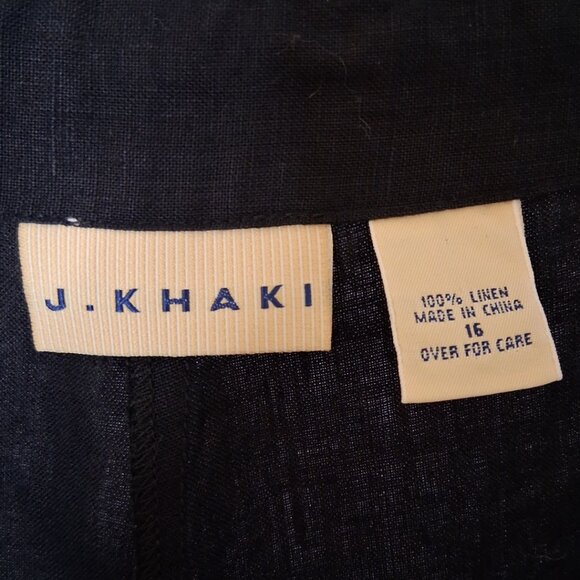 J.KHAKI
100% LINEN
MADE IN CHINA
16
OVER FOR CARE